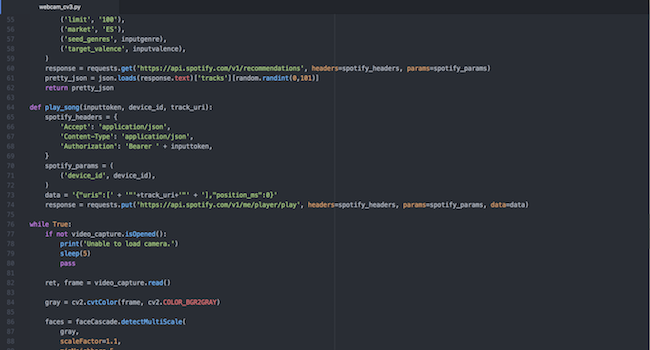 webcam_cv3.py
55 ('limit', '100'),
56 ('market', 'ES'),
57 ('seed_genres', inputgenre),
58 ('target_valence', inputvalence),
59 )
60 response = requests.get('https://api.spotify.com/v1/recommendations', headers=spotify_headers, params=spotify_params)
61 pretty_json = json.loads(response.text)['tracks'][random.randint(0,101)]
62 return pretty_json
63
64 def play_song(inputtoken, device_id, track_uri):
65 spotify_headers = {
66 'Accept': 'application/json',
67 'Content-Type': 'application/json',
68 'Authorization': 'Bearer ' + inputtoken,
69 }
70 spotify_params = (
71 ('device_id', device_id),
72 )
73 data = '{"uris":[' + '"'+track_uri+'"' + '],"position_ms":0}'
74 response = requests.put('https://api.spotify.com/v1/me/player/play', headers=spotify_headers, params=spotify_params, data=data)
75
76 while True:
77 if not video_capture.isOpened():
78 print('Unable to load camera.')
79 sleep(5)
80 pass
81
82 ret, frame = video_capture.read()
83
84 gray = cv2.cvtColor(frame, cv2.COLOR_BGR2GRAY)
85
86 faces = faceCascade.detectMultiScale(
87 gray,
88 scaleFactor=1.1,